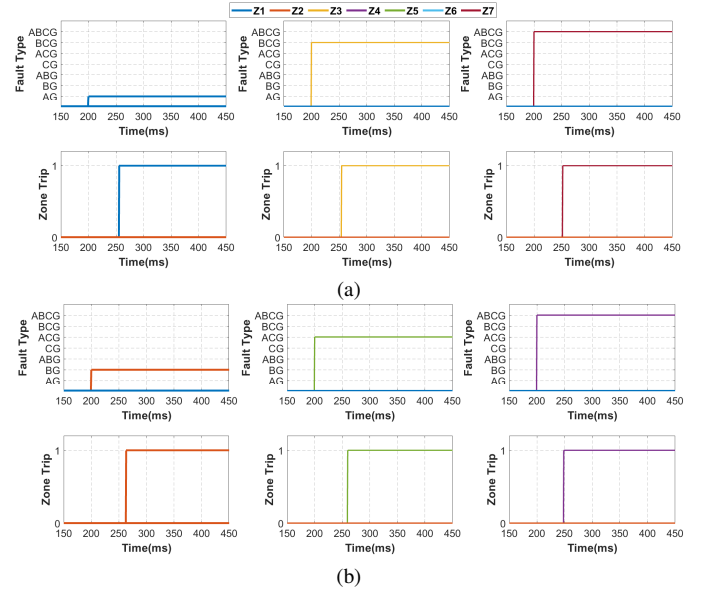 Z1 Z2 Z3 Z4 Z5 Z6 Z7
Fault Type
ABCG
BCG
ACG
CG
ABG
BG
AG
150 200 250 300 350 400 450
Time(ms)
Fault Type
ABCG
BCG
ACG
CG
ABG
BG
AG
150 200 250 300 350 400 450
Time(ms)
Fault Type
ABCG
BCG
ACG
CG
ABG
BG
AG
150 200 250 300 350 400 450
Time(ms)
Zone Trip
1
0
150 200 250 300 350 400 450
Time(ms)
Zone Trip
1
0
150 200 250 300 350 400 450
Time(ms)
Zone Trip
1
0
150 200 250 300 350 400 450
Time(ms)
(a)
Fault Type
ABCG
BCG
ACG
CG
ABG
BG
AG
150 200 250 300 350 400 450
Time(ms)
Fault Type
ABCG
BCG
ACG
CG
ABG
BG
AG
150 200 250 300 350 400 450
Time(ms)
Fault Type
ABCG
BCG
ACG
CG
ABG
BG
AG
150 200 250 300 350 400 450
Time(ms)
Zone Trip
1
0
150 200 250 300 350 400 450
Time(ms)
Zone Trip
1
0
150 200 250 300 350 400 450
Time(ms)
Zone Trip
1
0
150 200 250 300 350 400 450
Time(ms)
(b)